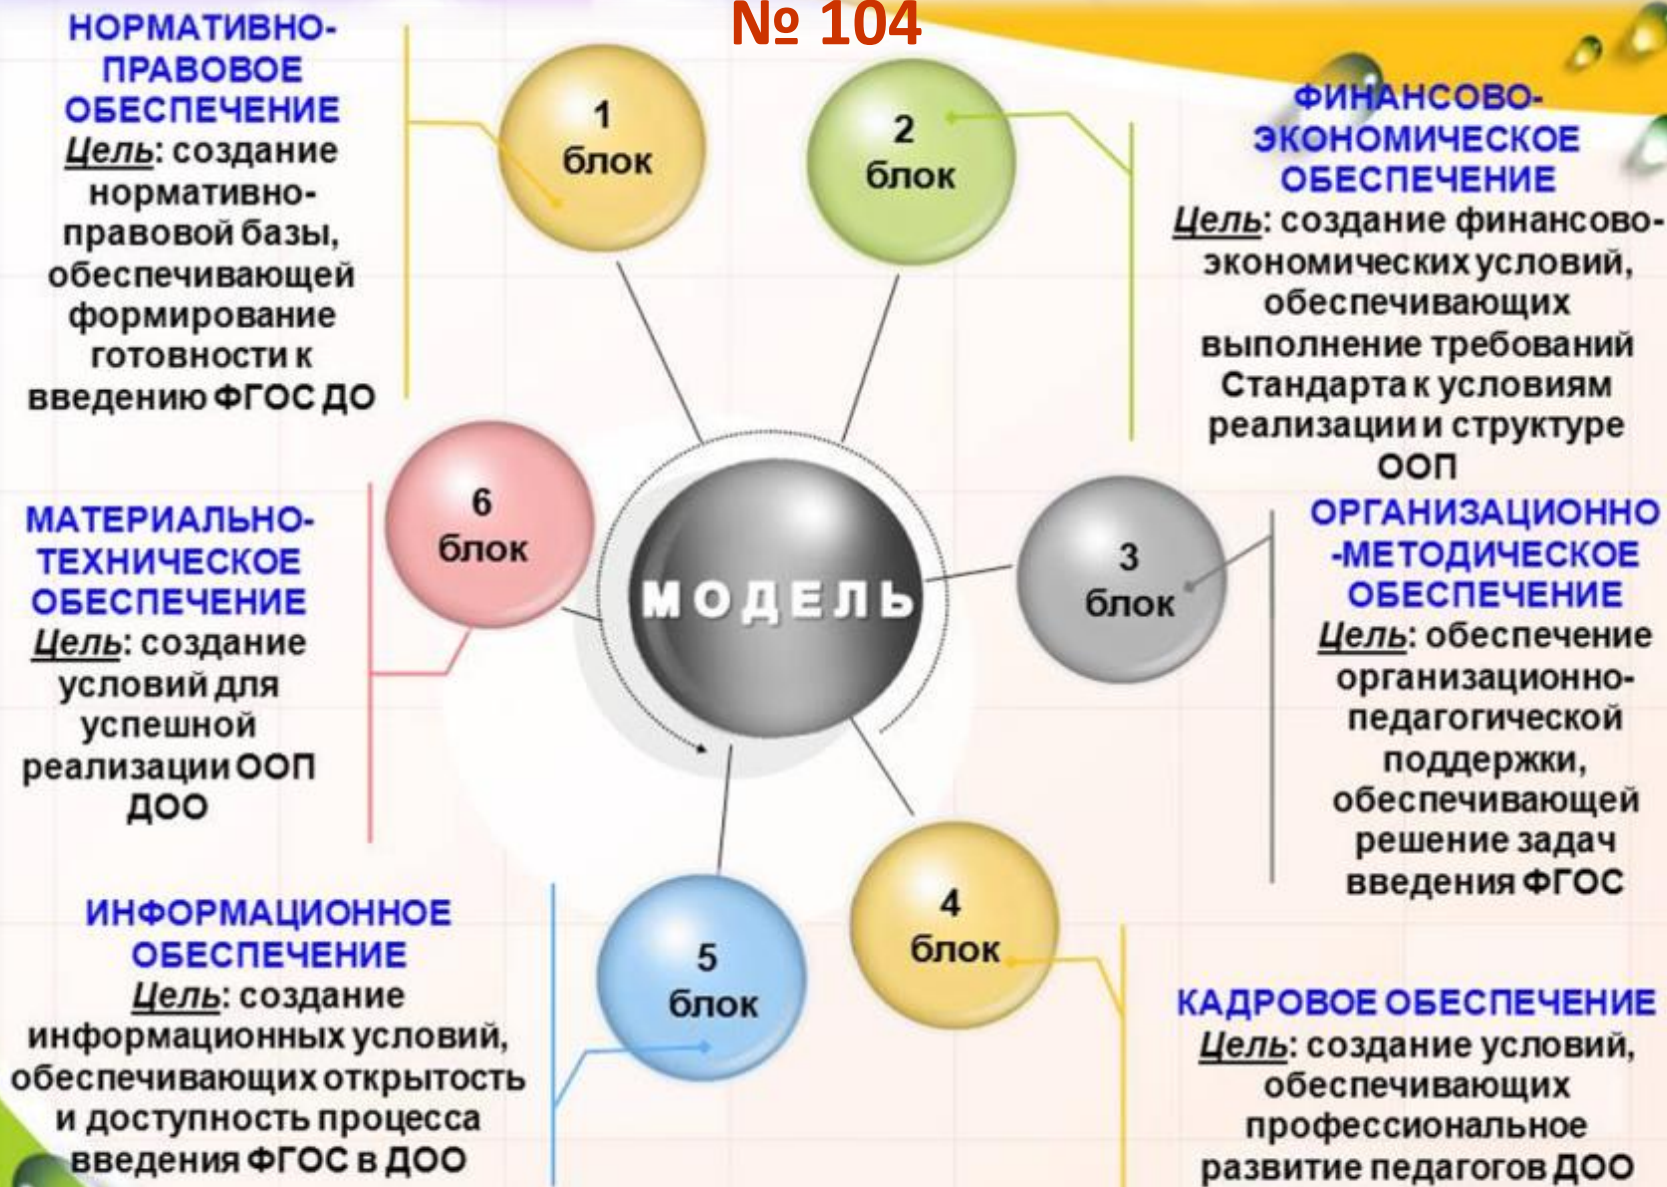 № 104
НОРМАТИВНО-
ПРАВОВОЕ
ОБЕСПЕЧЕНИЕ
Цель: создание
нормативно-
правовой базы,
обеспечивающей
формирование
готовности к
введению ФГОС ДО
1
блок
2
блок
ФИНАНСОВО-
ЭКОНОМИЧЕСКОЕ
ОБЕСПЕЧЕНИЕ
Цель: создание финансово-
экономических условий,
обеспечивающих
выполнение требований
Стандарта к условиям
реализации и структуре
ООП
МАТЕРИАЛЬНО-
ТЕХНИЧЕСКОЕ
ОБЕСПЕЧЕНИЕ
Цель: создание
условий для
успешной
реализации ООП
ДОО
6
блок
МОДЕЛЬ
3
блок
ОРГАНИЗАЦИОННО
-МЕТОДИЧЕСКОЕ
ОБЕСПЕЧЕНИЕ
Цель: обеспечение
организационно-
педагогической
поддержки,
обеспечивающей
решение задач
введения ФГОС
ИНФОРМАЦИОННОЕ
ОБЕСПЕЧЕНИЕ
Цель: создание
информационных условий,
обеспечивающих открытость
и доступность процесса
введения ФГОС в ДОО
5
блок
4
блок
КАДРОВОЕ ОБЕСПЕЧЕНИЕ
Цель: создание условий,
обеспечивающих
профессиональное
развитие педагогов ДОО